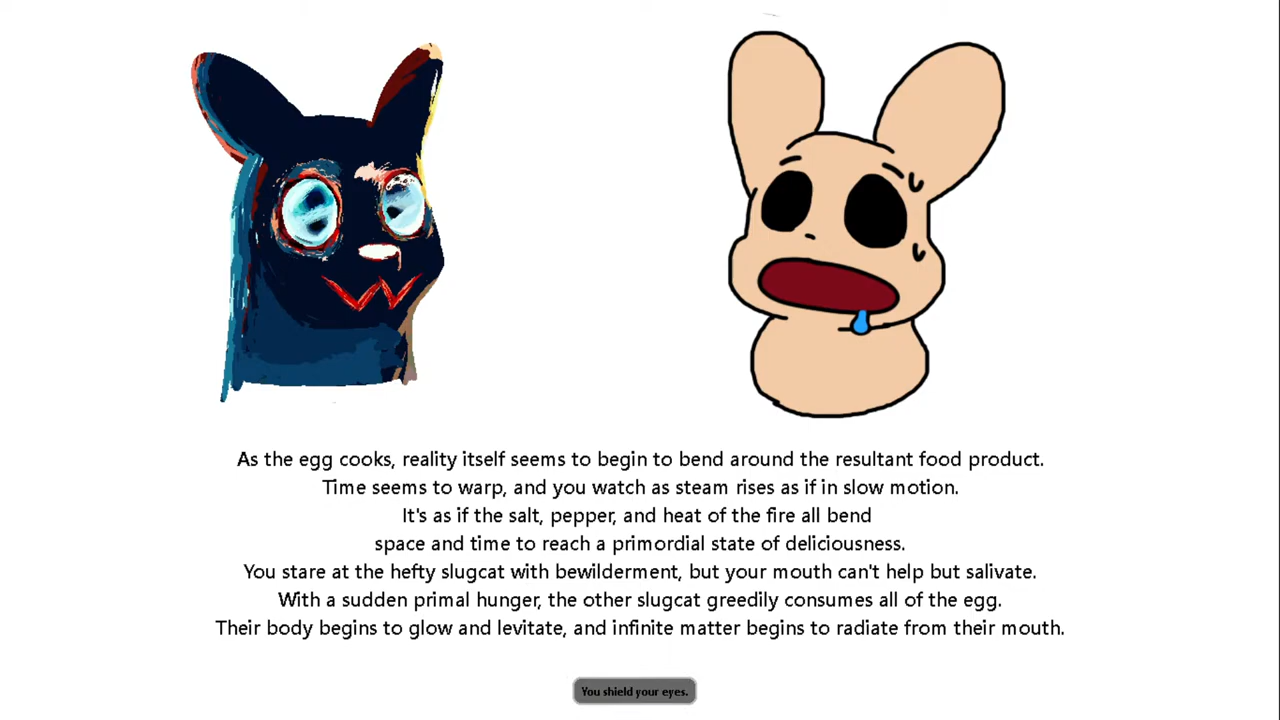 As the egg cooks, reality itself seems to begin to bend around the resultant food product.
Time seems to warp, and you watch as steam rises as if in slow motion.
It's as if the salt, pepper, and heat of the fire all bend
space and time to reach a primordial state of deliciousness.
You stare at the hefty slugcat with bewilderment, but your mouth can't help but salivate.
With a sudden primal hunger, the other slugcat greedily consumes all of the egg.
Their body begins to glow and levitate, and infinite matter begins to radiate from their mouth.
You shield your eyes.